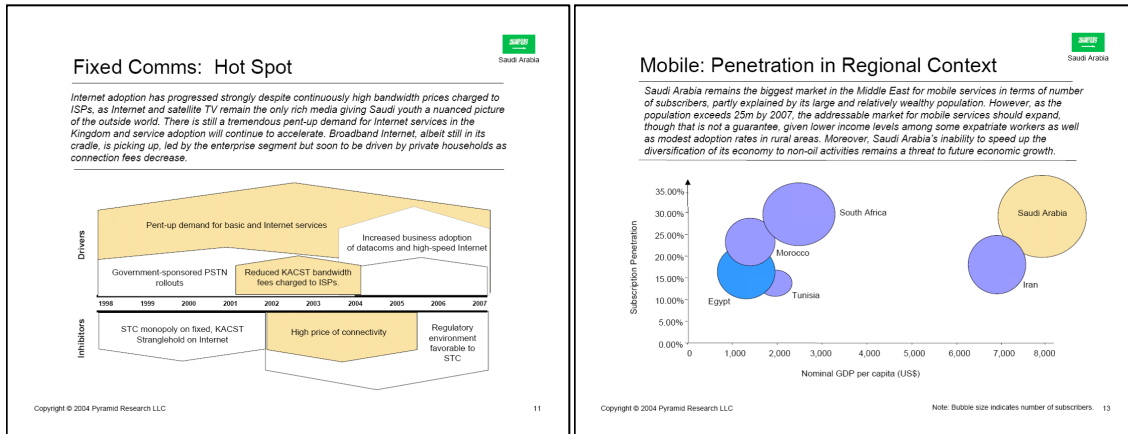 Saudi Arabia
Fixed Comms: Hot Spot
Internet adoption has progressed strongly despite continuously high bandwidth prices charged to
ISPs, as Internet and satellite TV remain the only rich media giving Saudi youth a nuanced picture
of the outside world. There is still a tremendous pent-up demand for Internet services in the
Kingdom and service adoption will continue to accelerate. Broadband Internet, albeit still in its
cradle, is picking up, led by the enterprise segment but soon to be driven by private households as
connection fees decrease.
Drivers
Pent-up demand for basic and Internet services
Increased business adoption
of datacoms and high-speed Internet
Government-sponsored PSTN
rollouts
Reduced KACST bandwidth
fees charged to ISPs.
1998 1999 2000 2001 2002 2003 2004 2005 2006 2007
Inhibitors
STC monopoly on fixed, KACST
Stranglehold on Internet
High price of connectivity
Regulatory
environment
favorable to
STC
Copyright © 2004 Pyramid Research LLC
11
Saudi Arabia
Mobile: Penetration in Regional Context
Saudi Arabia remains the biggest market in the Middle East for mobile services in terms of number
of subscribers, partly explained by its large and relatively wealthy population. However, as the
population exceeds 25m by 2007, the addressable market for mobile services should expand,
though that is not a guarantee, given lower income levels among some expatriate workers as well
as modest adoption rates in rural areas. Moreover, Saudi Arabia's inability to speed up the
diversification of its economy to non-oil activities remains a threat to future economic growth.
Subscription Penetration
35.00%
30.00%
25.00%
20.00%
15.00%
10.00%
5.00%
0.00%
South Africa
Saudi Arabia
Morocco
Iran
Egypt
Tunisia
0 1,000 2,000 3,000 4,000 5,000 6,000 7,000 8,000
Nominal GDP per capita (US$)
Copyright © 2004 Pyramid Research LLC
Note: Bubble size indicates number of subscribers. 13